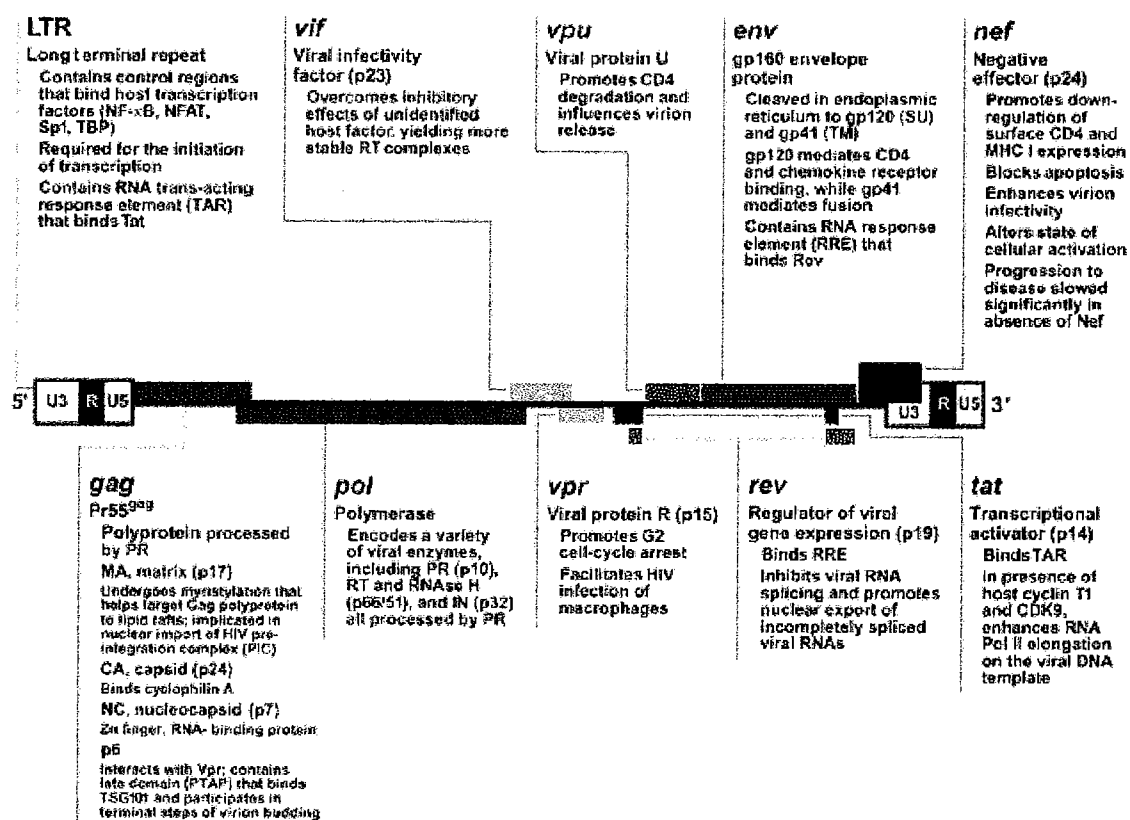 LTR
Long terminal repeat
Contains control regions
that bind host transcription
factors (NF-κB, NFAT,
Sp1, TBP)
Required for the initiation
of transcription
Contains RNA trans-acting
response element (TAR)
that binds Tat
vif
Viral infectivity
factor (p23)
Overcomes inhibitory
effects of unidentified
host factor, yielding more
stable RT complexes
vpu
Viral protein U
Promotes CD4
degradation and
influences virion
release
env
gp160 envelope
protein
Cleaved in endoplasmic
reticulum to gp120 (SU)
and gp41 (TM)
gp120 mediates CD4
and chemokine receptor
binding, while gp41
mediates fusion
Contains RNA response
element (RRE) that
binds Rev
nef
Negative
effector (p24)
Promotes down-
regulation of
surface CD4 and
MHC I expression
Blocks apoptosis
Enhances virion
infectivity
Alters state of
cellular activation
Progression to
disease slowed
significantly in
absence of Nef
5' U3 R U5 U3 R U5 3'
gag
Pr55gag
Polyprotein processed
by PR
MA, matrix (p17)
Undergoes myristylation that
helps target Gag polyprotein
to lipid rafts; implicated in
nuclear import of HIV pre-
integration complex (PIC)
CA, capsid (p24)
Binds cyclophilin A
NC, nucleocapsid (p7)
Zn finger, RNA- binding protein
p6
Interacts with Vpr; contains
late domain (PTAP) that binds
TSG101 and participates in
terminal steps of virion budding
pol
Polymerase
Encodes a variety
of viral enzymes,
including PR (p10),
RT and RNAse H
(p66/51), and IN (p32)
all processed by PR
vpr
Viral protein R (p15)
Promotes G2
cell-cycle arrest
Facilitates HIV
infection of
macrophages
rev
Regulator of viral
gene expression (p19)
Binds RRE
Inhibits viral RNA
splicing and promotes
nuclear export of
incompletely spliced
viral RNAs
tat
Transcriptional
activator (p14)
Binds TAR
In presence of
host cyclin T1
and CDK9,
enhances RNA
Pol II elongation
on the viral DNA
template